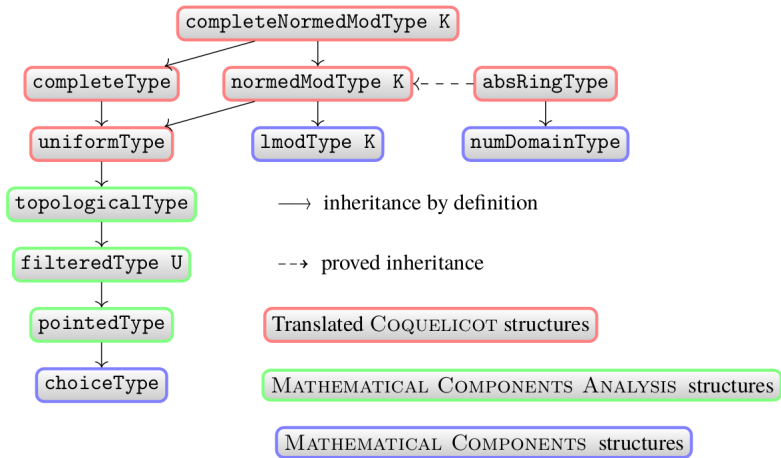 completeNormedModType K
completeType normedModType K absRingType
uniformType lmodType K numDomainType
topologicalType inheritance by definition
filteredType U proved inheritance
pointedType Translated COQUELICOT structures
choiceType MATHEMATICAL COMPONENTS ANALYSIS structures
MATHEMATICAL COMPONENTS structures